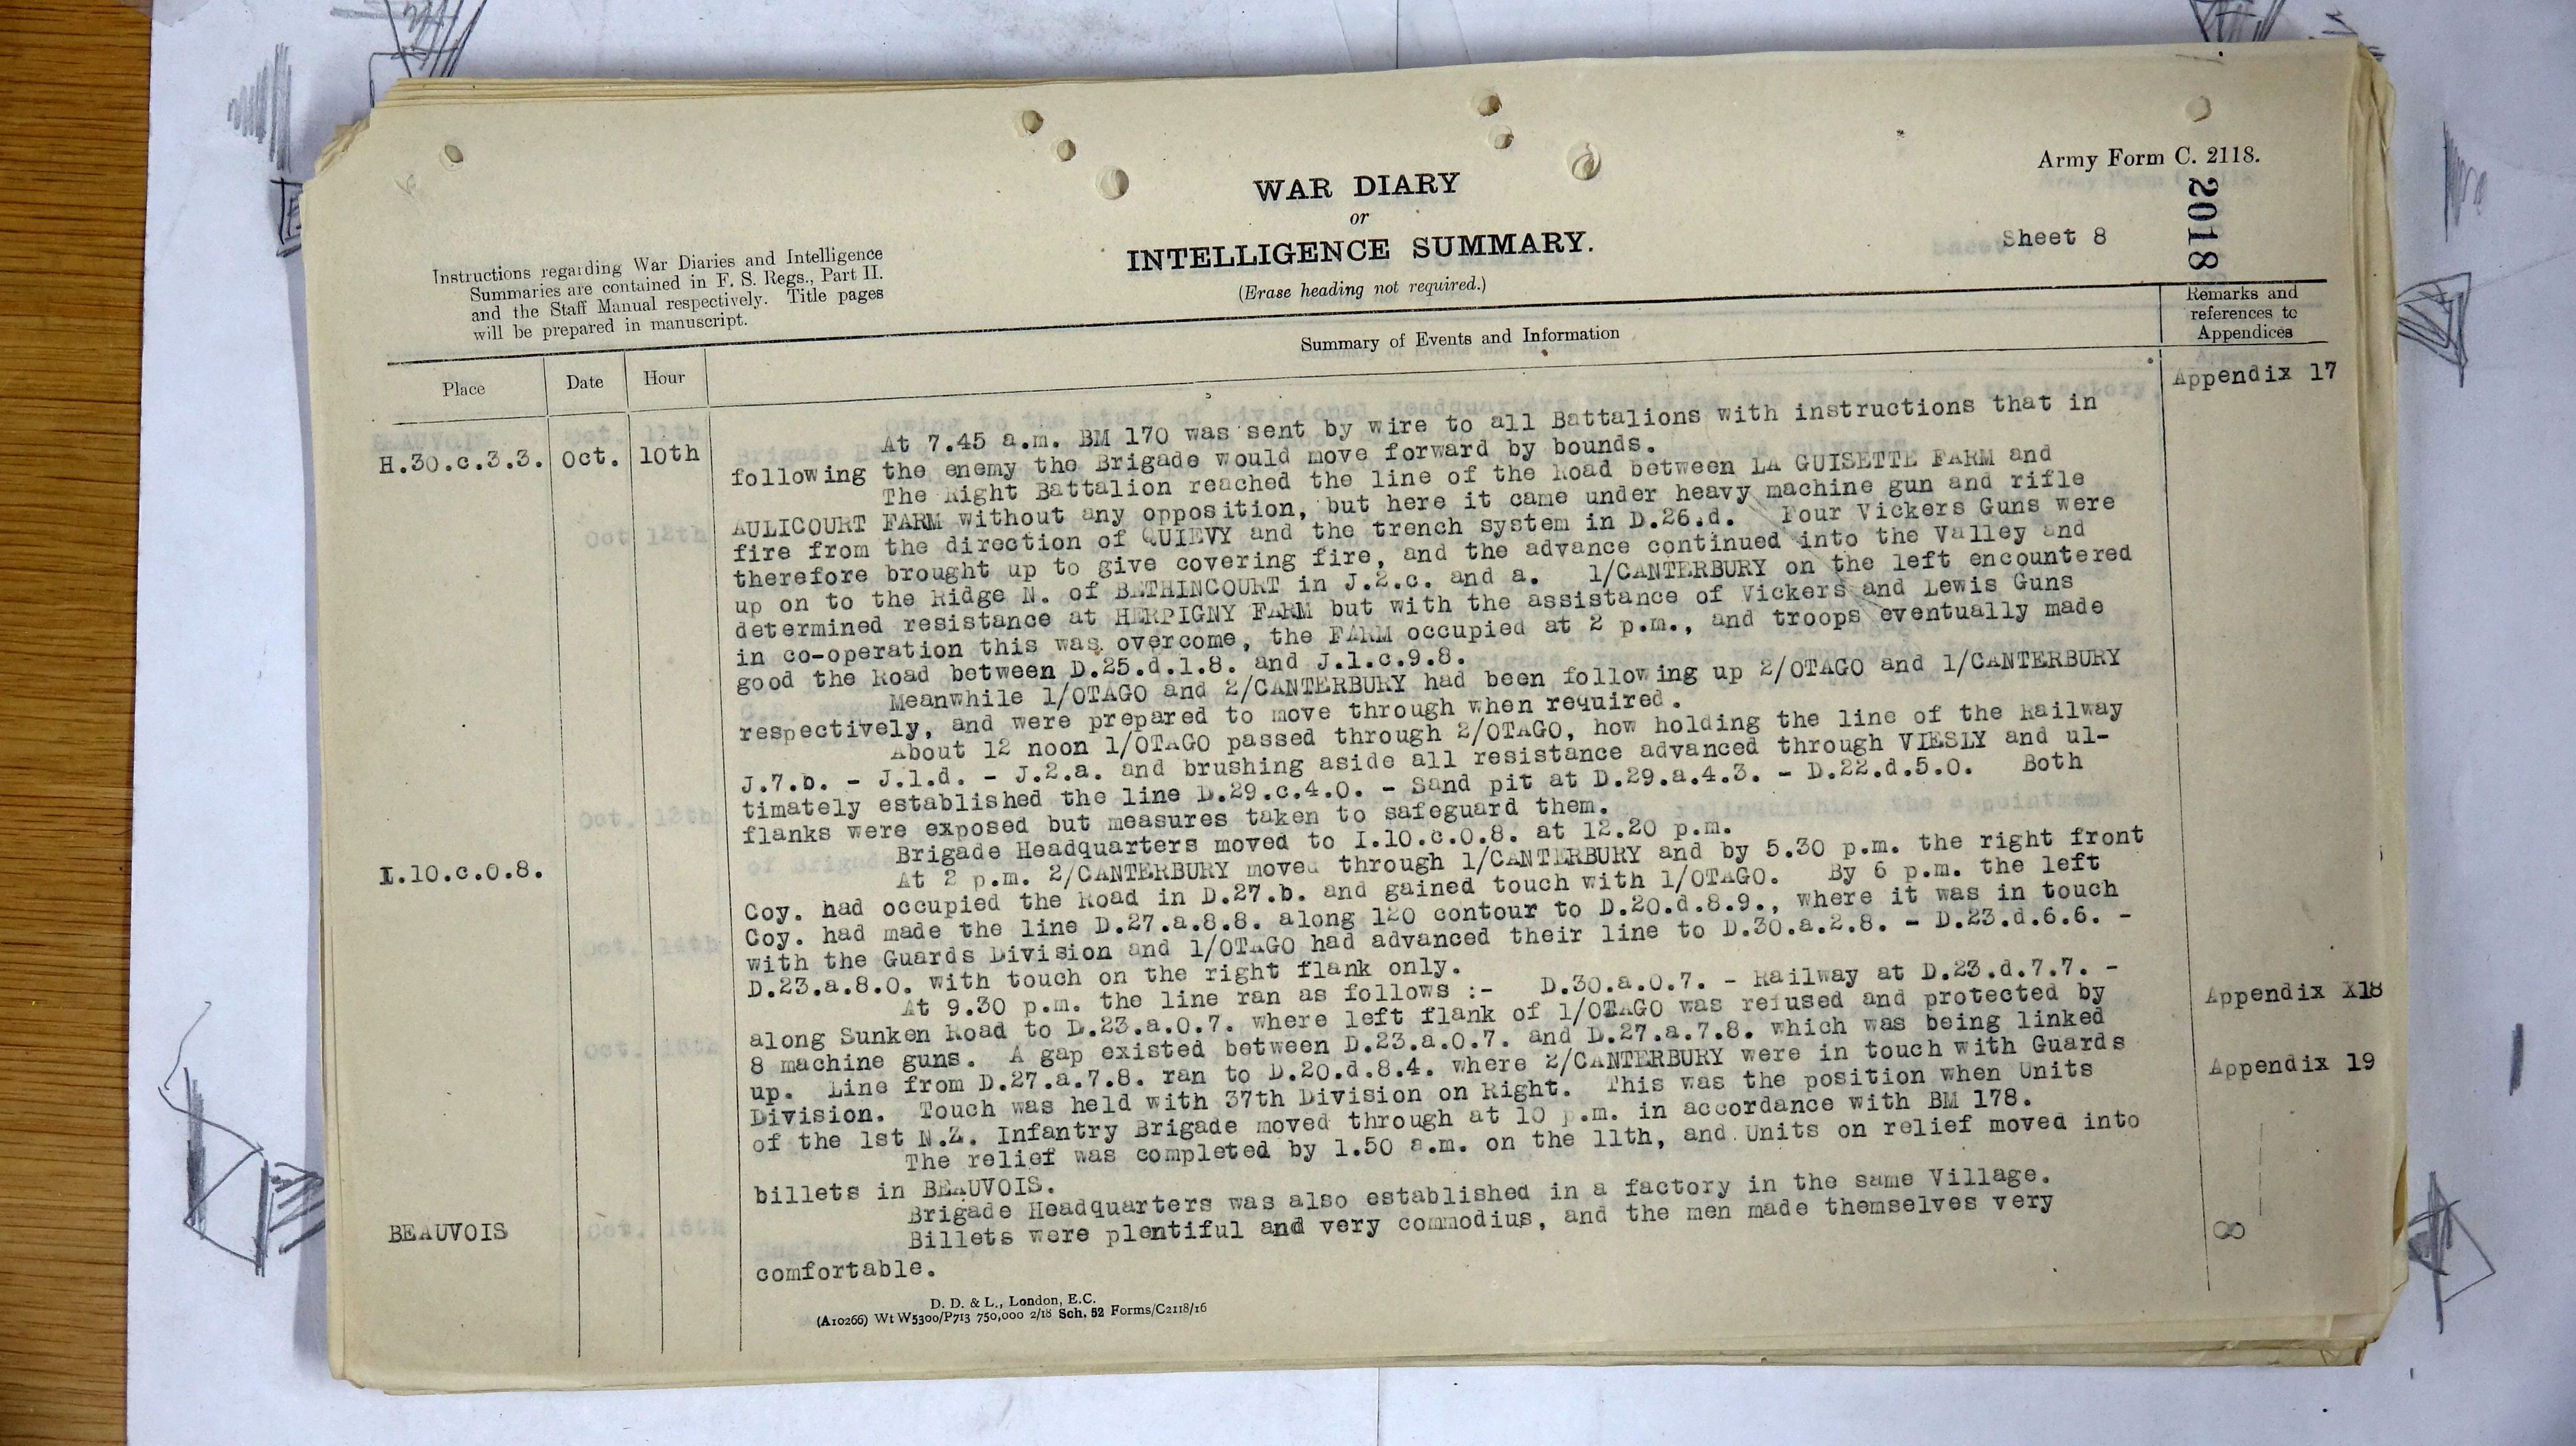 Army Form C. 2118.
2018
WAR DIARY
or
INTELLIGENCE SUMMARY.
(Erase heading not required.)
Sheet 8
Instructions regarding War Diaries and Intelligence
Summaries are contained in F. S. Regs., Part II.
and the Staff Manual respectively. Title pages
will be prepared in manuscript.
Place
Date
Hour
Summary of Events and Information
Remarks and
references to
Appendices
Appendix 17
H.30.c.3.3. Oct. 10th
At 7.45 a.m. BM 170 was sent by wire to all Battalions with instructions that in
following the enemy the Brigade would move forward by bounds.
The Right Battalion reached the line of the Road between LA GUISETTE FARM and
AULICOURT FARM without any opposition, but here it came under heavy machine gun and rifle
fire from the direction of QUIEVY and the trench system in D.26.d. Four Vickers Guns were
therefore brought up to give covering fire, and the advance continued into the Valley and
up on to the Ridge N. of BETHINCOURT in J.2.c. and a. 1/CANTERBURY on the left encountered
determined resistance at HERPIGNY FARM but with the assistance of Vickers and Lewis Guns
in co-operation this was overcome, the FARM occupied at 2 p.m., and troops eventually made
good the Road between D.25.d.1.8. and J.1.c.9.8.
Meanwhile 1/OTAGO and 2/CANTERBURY had been following up 2/OTAGO and 1/CANTERBURY
respectively, and were prepared to move through when required.
About 12 noon 1/OTAGO passed through 2/OTAGO, how holding the line of the Railway
J.7.b. - J.1.d. - J.2.a. and brushing aside all resistance advanced through VIESLY and ul-
timately established the line D.29.c.4.0. - Sand pit at D.29.a.4.3. - D.22.d.5.0. Both
flanks were exposed but measures taken to safeguard them.
I.10.c.0.8.
Brigade Headquarters moved to I.10.c.0.8. at 12.20 p.m.
At 2 p.m. 2/CANTERBURY moved through 1/CANTERBURY and by 5.30 p.m. the right front
Coy. had occupied the Road in D.27.b. and gained touch with 1/OTAGO. By 6 p.m. the left
Coy. had made the line D.27.a.8.8. along 120 contour to D.20.d.8.9., where it was in touch
with the Guards Division and 1/OTAGO had advanced their line to D.30.a.2.8. - D.23.d.6.6. -
D.23.a.8.0. with touch on the right flank only.
At 9.30 p.m. the line ran as follows :- D.30.a.0.7. - Railway at D.23.d.7.7. -
along Sunken Road to D.23.a.0.7. where left flank of 1/OTAGO was refused and protected by
Appendix X18
8 machine guns. A gap existed between D.23.a.0.7. and D.27.a.7.8. which was being linked
up. Line from D.27.a.7.8. ran to D.20.d.8.4. where 2/CANTERBURY were in touch with Guards
Division. Touch was held with 37th Division on Right. This was the position when Units
Appendix 19
of the 1st N.Z. Infantry Brigade moved through at 10 p.m. in accordance with BM 178.
The relief was completed by 1.50 a.m. on the 11th, and Units on relief moved into
billets in BEAUVOIS.
BEAUVOIS
Brigade Headquarters was also established in a factory in the same Village.
Billets were plentiful and very commodius, and the men made themselves very
comfortable.
8
D. D. & L., London, E.C.
(A10266) Wt W5300/P713 750,000 2/18 Sch. 52 Forms/C2118/16